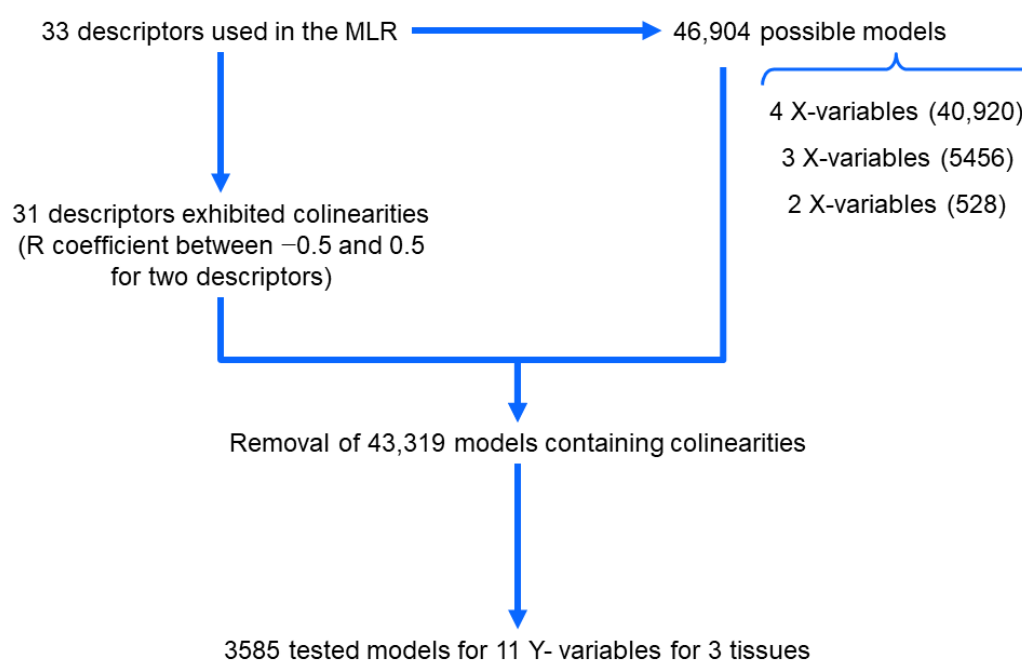 33 descriptors used in the MLR
46,904 possible models
4 X-variables (40,920)
3 X-variables (5456)
2 X-variables (528)
31 descriptors exhibited colinearities
(R coefficient between −0.5 and 0.5
for two descriptors)
Removal of 43,319 models containing colinearities
3585 tested models for 11 Y- variables for 3 tissues